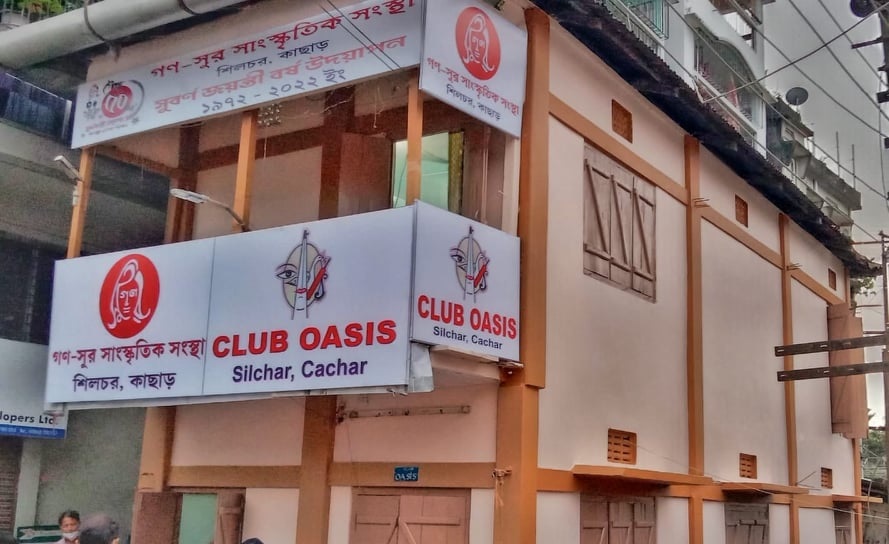 গণ-সুর সাংস্কৃতিক সংস্থা
শিলচর, কাছাড়
সুবর্ণ জয়ন্তী বর্ষ উদযাপন
১৯৭২ - ২০২২ ইং
গণ-সুর সাংস্কৃতিক সংস্থা
শিলচর, কাছাড়
গণ-সুর সাংস্কৃতিক সংস্থা
শিলচর, কাছাড়
CLUB OASIS
Silchar, Cachar
CLUB OASIS
Silchar, Cachar
lopers Ltd.
OASIS